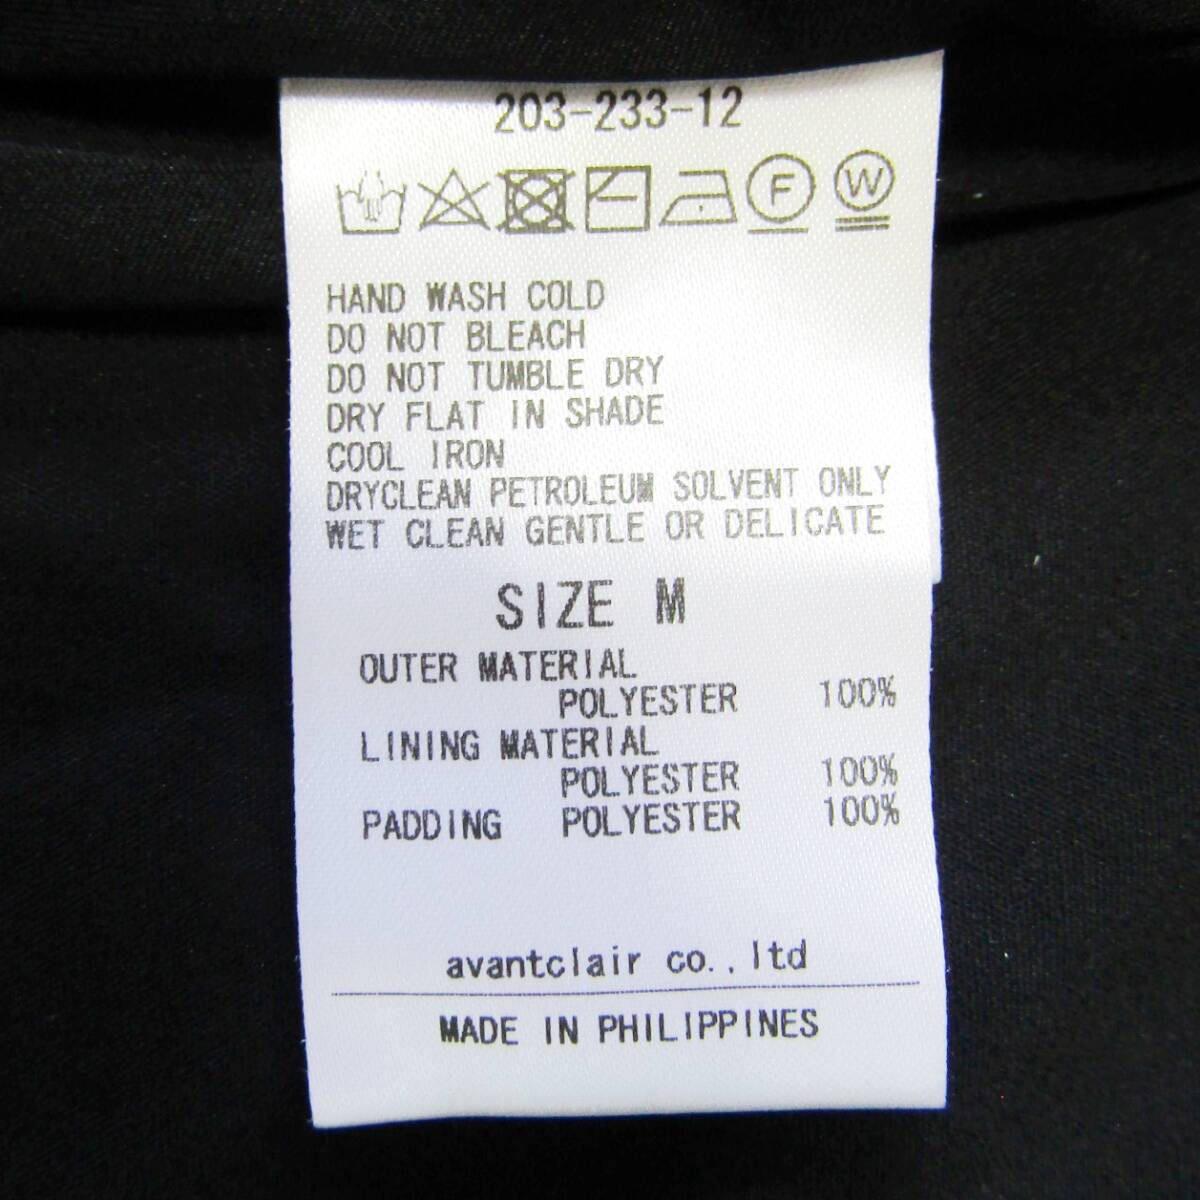 203-233-12
F W
HAND WASH COLD
DO NOT BLEACH
DO NOT TUMBLE DRY
DRY FLAT IN SHADE
COOL IRON
DRYCLEAN PETROLEUM SOLVENT ONLY
WET CLEAN GENTLE OR DELICATE
SIZE M
OUTER MATERIAL
POLYESTER 100%
LINING MATERIAL
POLYESTER 100%
PADDING POLYESTER 100%
avantclair co.,ltd
MADE IN PHILIPPINES